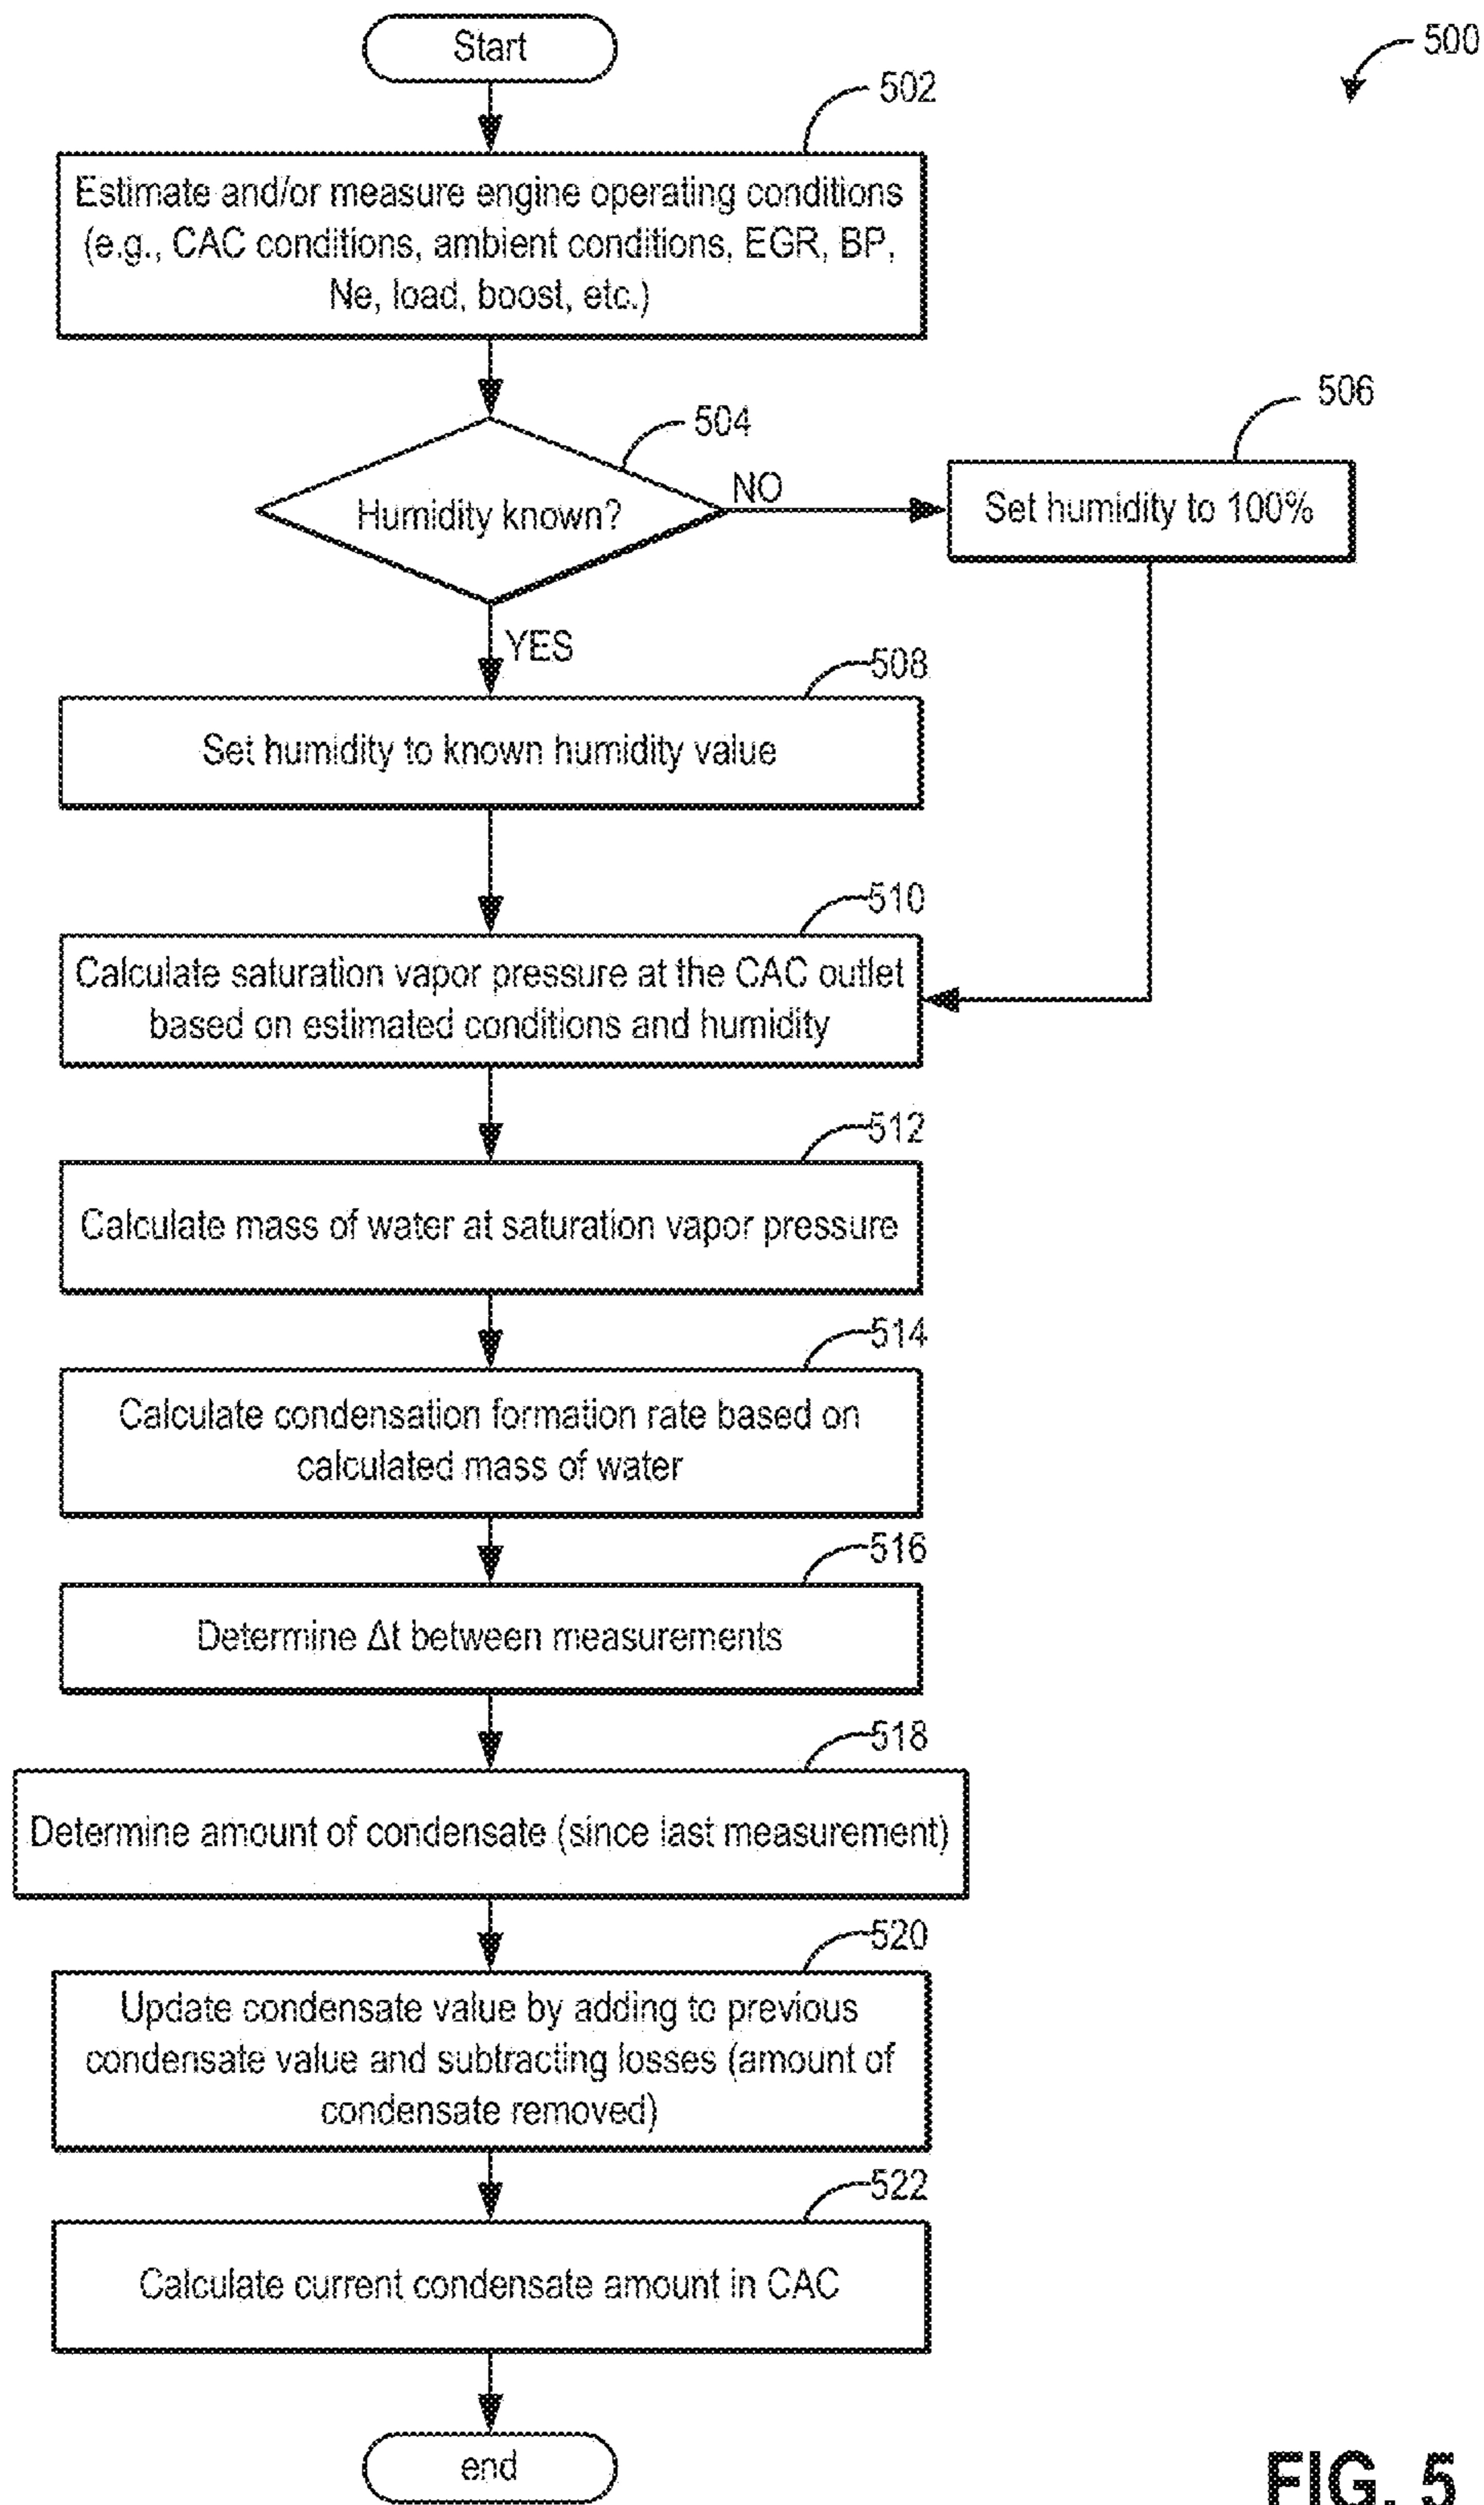 Start
500
502
Estimate and/or measure engine operating conditions
(e.g., CAC conditions, ambient conditions, EGR, BP,
Ne, load, boost, etc.)
504
506
Humidity known?
NO
Set humidity to 100%
YES
508
Set humidity to known humidity value
510
Calculate saturation vapor pressure at the CAC outlet
based on estimated conditions and humidity
512
Calculate mass of water at saturation vapor pressure
514
Calculate condensation formation rate based on
calculated mass of water
516
Determine Δt between measurements
518
Determine amount of condensate (since last measurement)
520
Update condensate value by adding to previous
condensate value and subtracting losses (amount of
condensate removed)
522
Calculate current condensate amount in CAC
end
FIG. 5